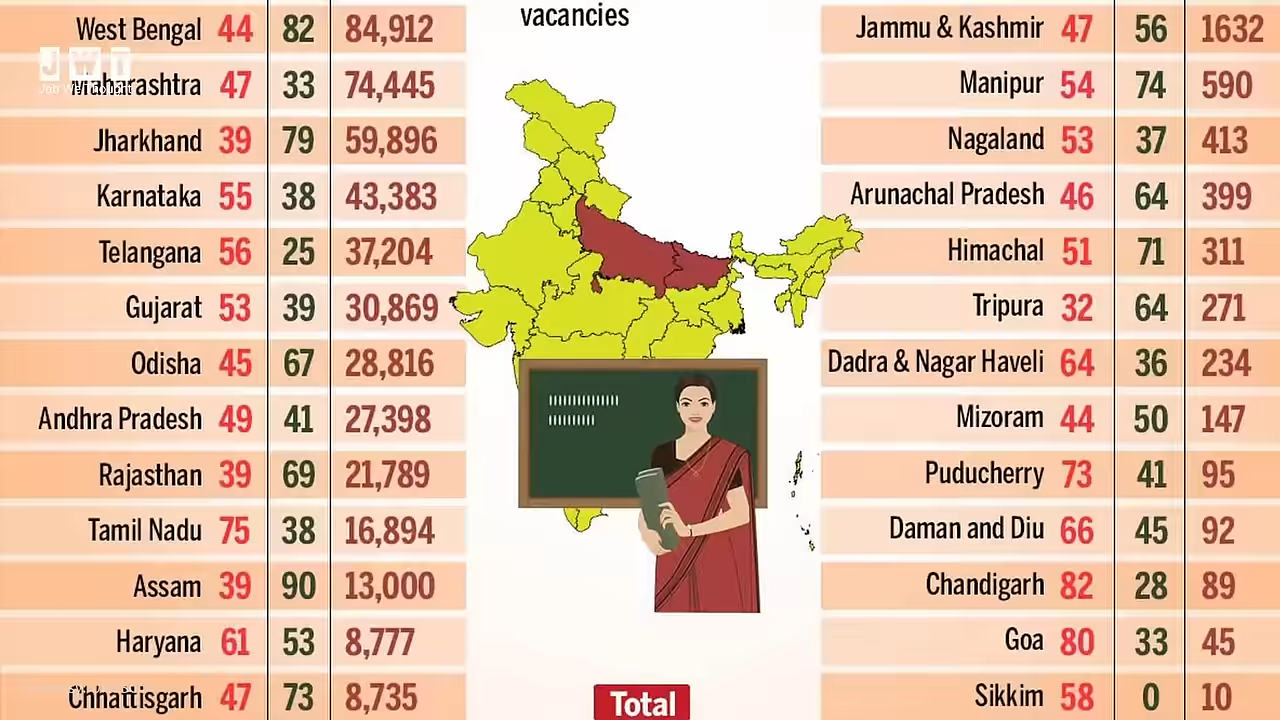 vacancies
West Bengal 44 82 84,912
JWT
Job We Thought
Maharashtra 47 33 74,445
Jharkhand 39 79 59,896
Karnataka 55 38 43,383
Telangana 56 25 37,204
Gujarat 53 39 30,869
Odisha 45 67 28,816
Andhra Pradesh 49 41 27,398
Rajasthan 39 69 21,789
Tamil Nadu 75 38 16,894
Assam 39 90 13,000
Haryana 61 53 8,777
Chhattisgarh 47 73 8,735
Total
Jammu & Kashmir 47 56 1632
Manipur 54 74 590
Nagaland 53 37 413
Arunachal Pradesh 46 64 399
Himachal 51 71 311
Tripura 32 64 271
Dadra & Nagar Haveli 64 36 234
Mizoram 44 50 147
Puducherry 73 41 95
Daman and Diu 66 45 92
Chandigarh 82 28 89
Goa 80 33 45
Sikkim 58 0 10